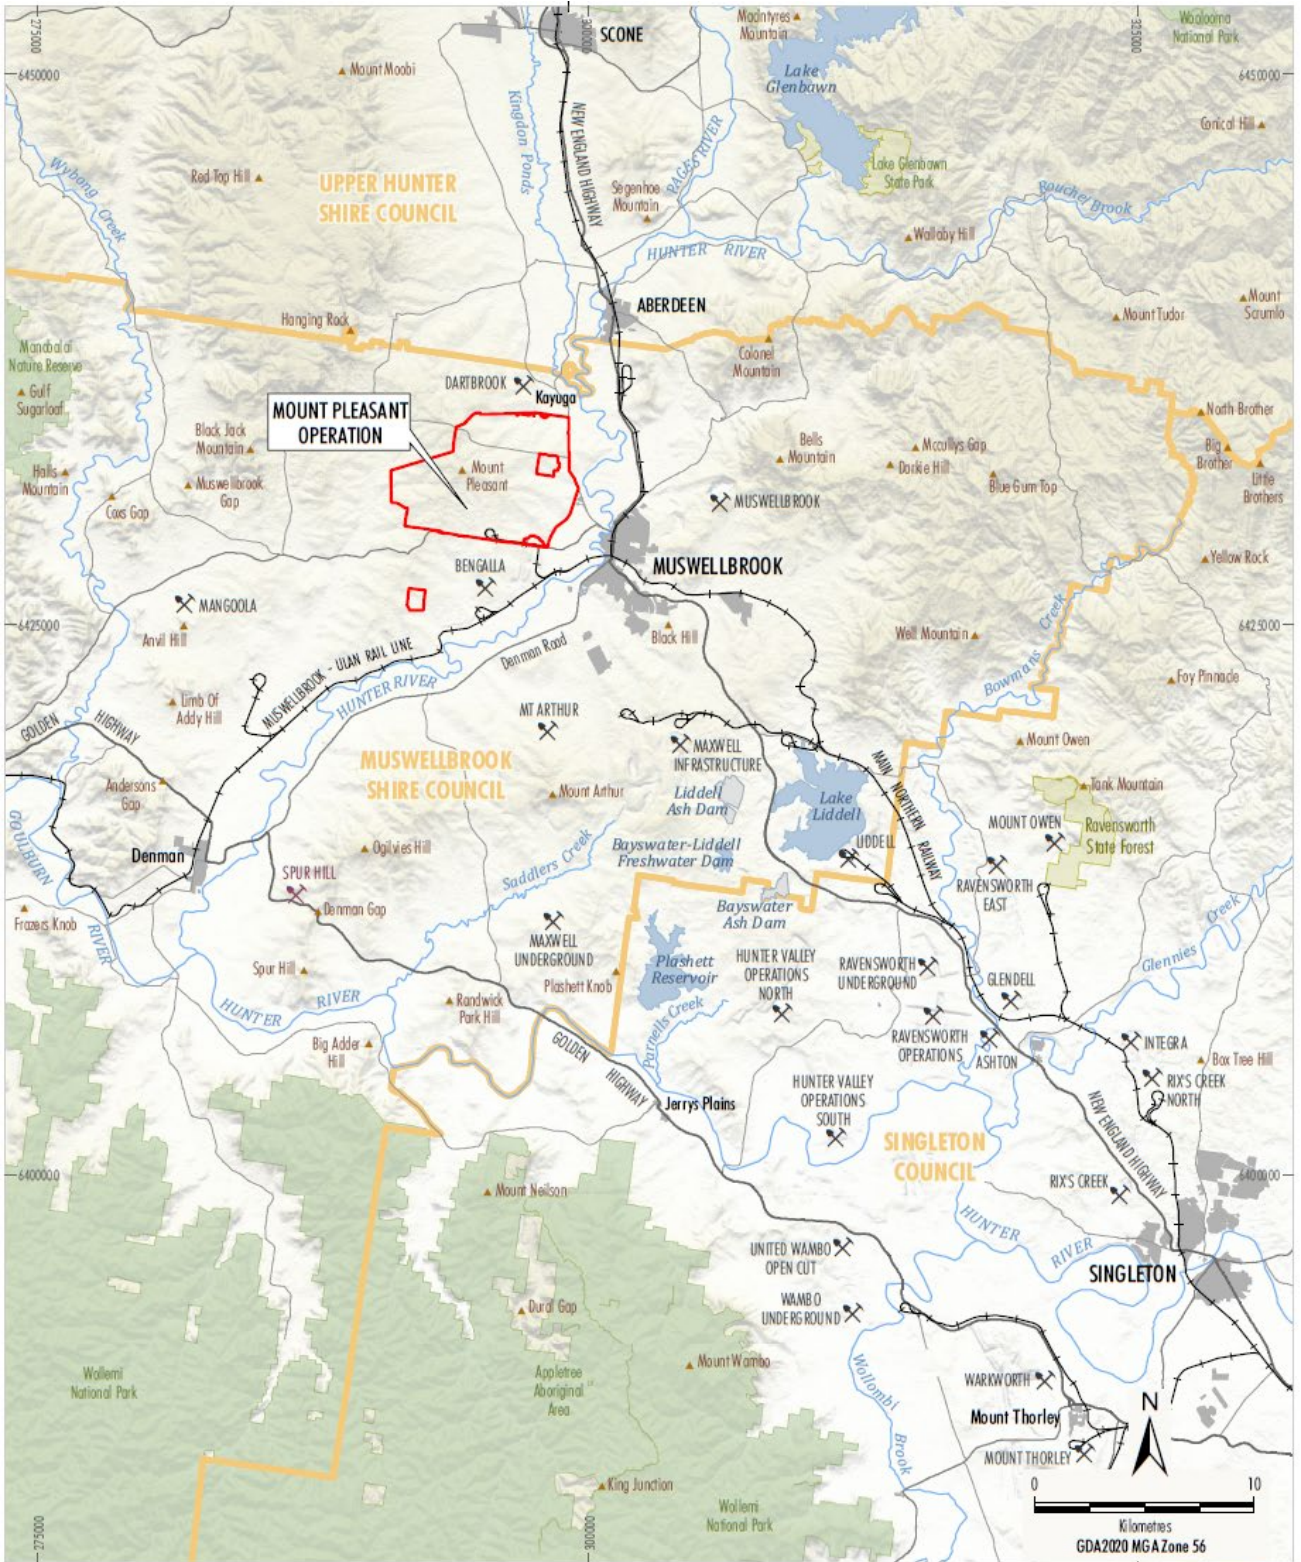 275000
300000
325000
SCONE
MacIntyres
Mountain
Woolooma
National Park
6450000
Mount Moobi
Lake
Glenbawn
6450000
Kingdon Ponds
NEW ENGLAND HIGHWAY
PAGES RIVER
Conical Hill
Wybong Creek
Red Top Hill
UPPER HUNTER
SHIRE COUNCIL
Segenhoe
Mountain
Lake Glenbawn
State Park
Rouchel Brook
Wallaby Hill
HUNTER RIVER
ABERDEEN
Mount
Scrumlo
Mount Tudor
Hanging Rock
Manobalai
Nature Reserve
Colonel
Mountain
DARTBROOK
Kayuga
Gulf
Sugarloaf
MOUNT PLEASANT
OPERATION
North Brother
Black Jack
Mountain
Bells
Mountain
Mccullys Gap
Big
Brother
Halls
Mountain
Mount
Pleasant
Darkie Hill
Blue Gum Top
Little
Brothers
Muswellbrook
Gap
Coxs Gap
MUSWELLBROOK
Yellow Rock
BENGALLA
MUSWELLBROOK
MANGOOLA
6425000
Anvil Hill
Black Hill
Well Mountain
Bowmans Creek
6425000
Denman Road
MUSWELLBROOK - ULAN RAIL LINE
HUNTER RIVER
Foy Pinnacle
Limb Of
Addy Hill
GOLDEN HIGHWAY
MT ARTHUR
MAXWELL
INFRASTRUCTURE
Mount Owen
MUSWELLBROOK
SHIRE COUNCIL
MAIN NORTHERN RAILWAY
Andersons
Gap
Mount Arthur
Liddell
Ash Dam
Lake
Liddell
Tank Mountain
GOULBURN RIVER
MOUNT OWEN
Ravensworth
State Forest
Denman
Ogilvies Hill
Saddlers Creek
Bayswater-Liddell
Freshwater Dam
LIDDELL
SPUR HILL
RAVENSWORTH
EAST
Denman Gap
Bayswater
Ash Dam
Frazers Knob
MAXWELL
UNDERGROUND
Glennies Creek
Spur Hill
Plashett
Reservoir
HUNTER VALLEY
OPERATIONS
NORTH
RAVENSWORTH
UNDERGROUND
Plashett Knob
GLENDELL
HUNTER RIVER
Randwick
Park Hill
Parnells Creek
RAVENSWORTH
OPERATIONS
ASHTON
INTEGRA
Big Adder
Hill
GOLDEN HIGHWAY
Box Tree Hill
HUNTER VALLEY
OPERATIONS
SOUTH
RIX'S CREEK
NORTH
Jerrys Plains
NEW ENGLAND HIGHWAY
SINGLETON
COUNCIL
6400000
6400000
Mount Neilson
RIX'S CREEK
HUNTER RIVER
UNITED WAMBO
OPEN CUT
SINGLETON
WAMBO
UNDERGROUND
Dural Gap
Wollemi
National Park
Mount Wambo
Appletree
Aboriginal
Area
Wollombi Brook
WARKWORTH
N
Mount Thorley
MOUNT THORLEY
King Junction
0
10
Wollemi
National Park
Kilometres
GDA2020 MGA Zone 56
275000
300000